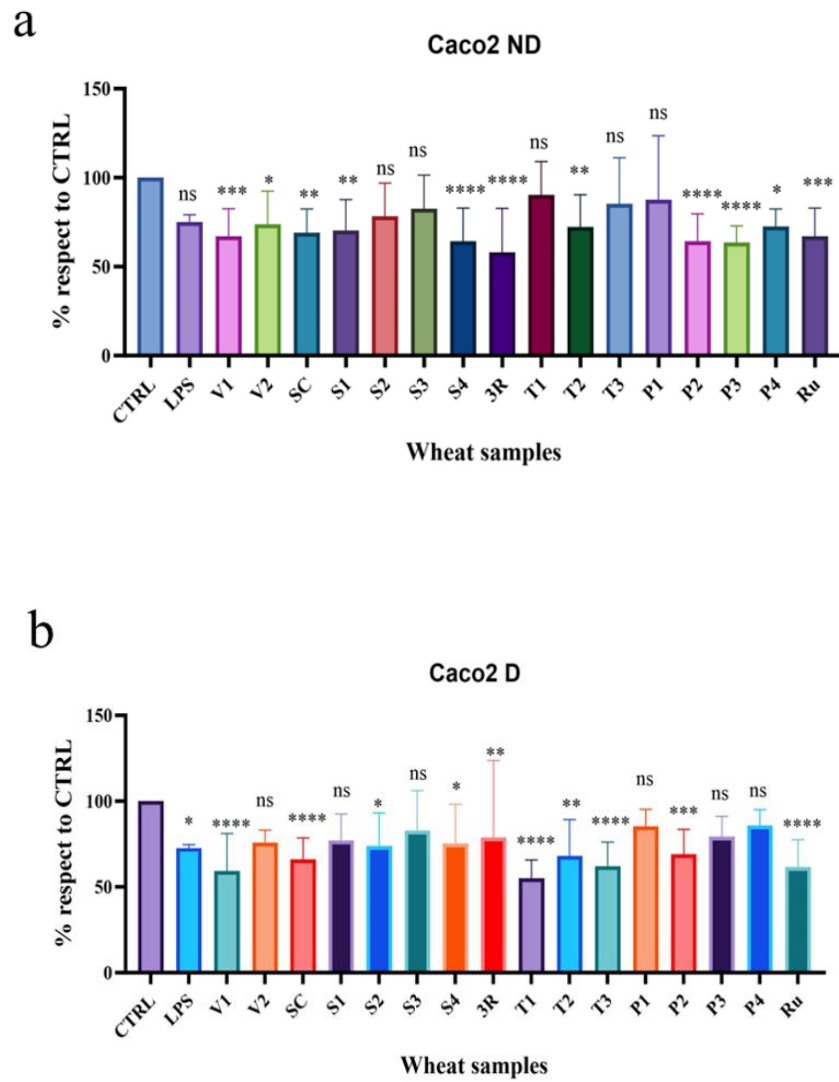 a
Caco2 ND
% respect to CTRL
150
100
50
0
ns *** * ** ** ns ns **** **** ns ** ns ns **** **** * ***
CTRL LPS V1 V2 SC S1 S2 S3 S4 3R T1 T2 T3 P1 P2 P3 P4 Ru
Wheat samples
b
Caco2 D
% respect to CTRL
150
100
50
0
* **** ns **** ns * ns * ** **** ** **** ns *** ns ns ****
CTRL LPS V1 V2 SC S1 S2 S3 S4 3R T1 T2 T3 P1 P2 P3 P4 Ru
Wheat samples